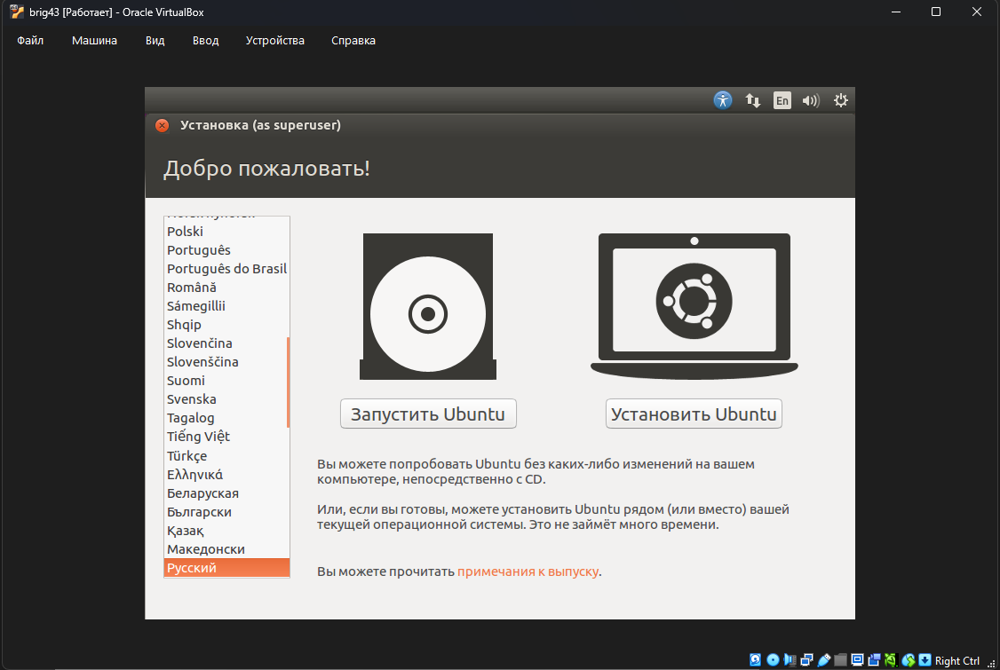 brig43 [Работает] - Oracle VirtualBox
Файл Машина Вид Ввод Устройства Справка
En
Установка (as superuser)
Добро пожаловать!
Polski
Português
Português do Brasil
Română
Sámegillii
Shqip
Slovenčina
Slovenščina
Suomi
Svenska
Tagalog
Tiếng Việt
Türkçe
Ελληνικά
Беларуская
Български
Қазақ
Македонски
Русский
Запустить Ubuntu
Установить Ubuntu
Вы можете попробовать Ubuntu без каких-либо изменений на вашем
компьютере, непосредственно с CD.
Или, если вы готовы, можете установить Ubuntu рядом (или вместо) вашей
текущей операционной системы. Это не займёт много времени.
Вы можете прочитать примечания к выпуску.
Right Ctrl